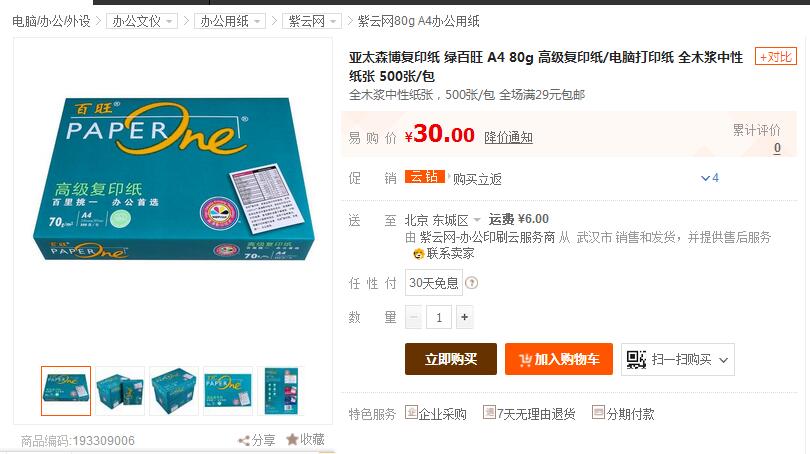 电脑/办公/外设 > 办公文仪 > 办公用纸 > 紫云网 > 紫云网80g A4办公用纸
百旺®
PAPER One®
高级复印纸
百里挑一 办公首选
70g/m² A4
百旺
PAPER One
70g/m² A4
PAPER One
商品编码:193309006 分享 收藏
亚太森博复印纸 绿百旺 A4 80g 高级复印纸/电脑打印纸 全木浆中性
纸张 500张/包
+对比
全木浆中性纸张，500张/包 全场满29元包邮
易购价 ¥30.00 降价通知
累计评价
0
促销 云钻 购买立返 4
送至 北京 东城区 运费 ¥6.00
由 紫云网-办公印刷云服务商 从 武汉市 销售和发货，并提供售后服务
联系卖家
任性付 30天免息 ?
数量 − 1 +
立即购买 加入购物车 扫一扫购买
特色服务 企业采购 7天无理由退货 分期付款